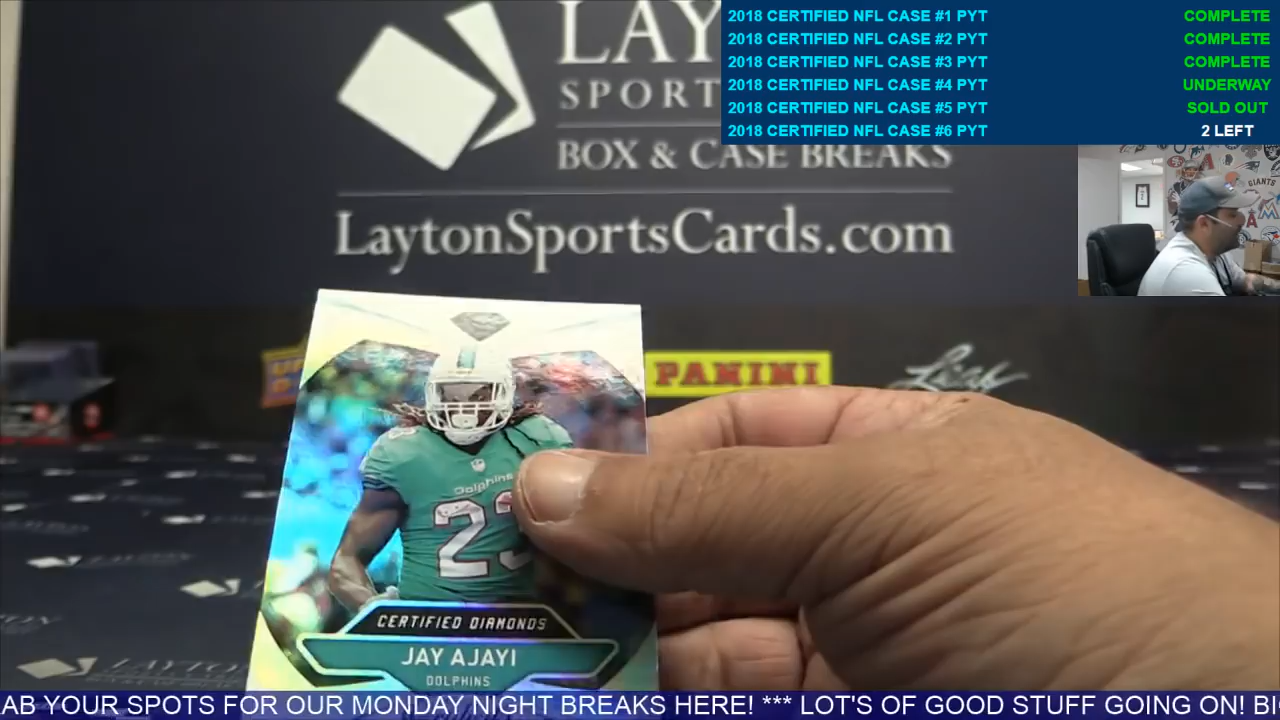 LAY
SPORT
BOX & CASE BREAKS
LaytonSportsCards.com
2018 CERTIFIED NFL CASE #1 PYT COMPLETE
2018 CERTIFIED NFL CASE #2 PYT COMPLETE
2018 CERTIFIED NFL CASE #3 PYT COMPLETE
2018 CERTIFIED NFL CASE #4 PYT UNDERWAY
2018 CERTIFIED NFL CASE #5 PYT SOLD OUT
2018 CERTIFIED NFL CASE #6 PYT 2 LEFT
GIANTS
PANINI
Leaf
Dolphins
23
CERTIFIED DIAMONDS
JAY AJAYI
DOLPHINS
AB YOUR SPOTS FOR OUR MONDAY NIGHT BREAKS HERE! *** LOT'S OF GOOD STUFF GOING ON! BI